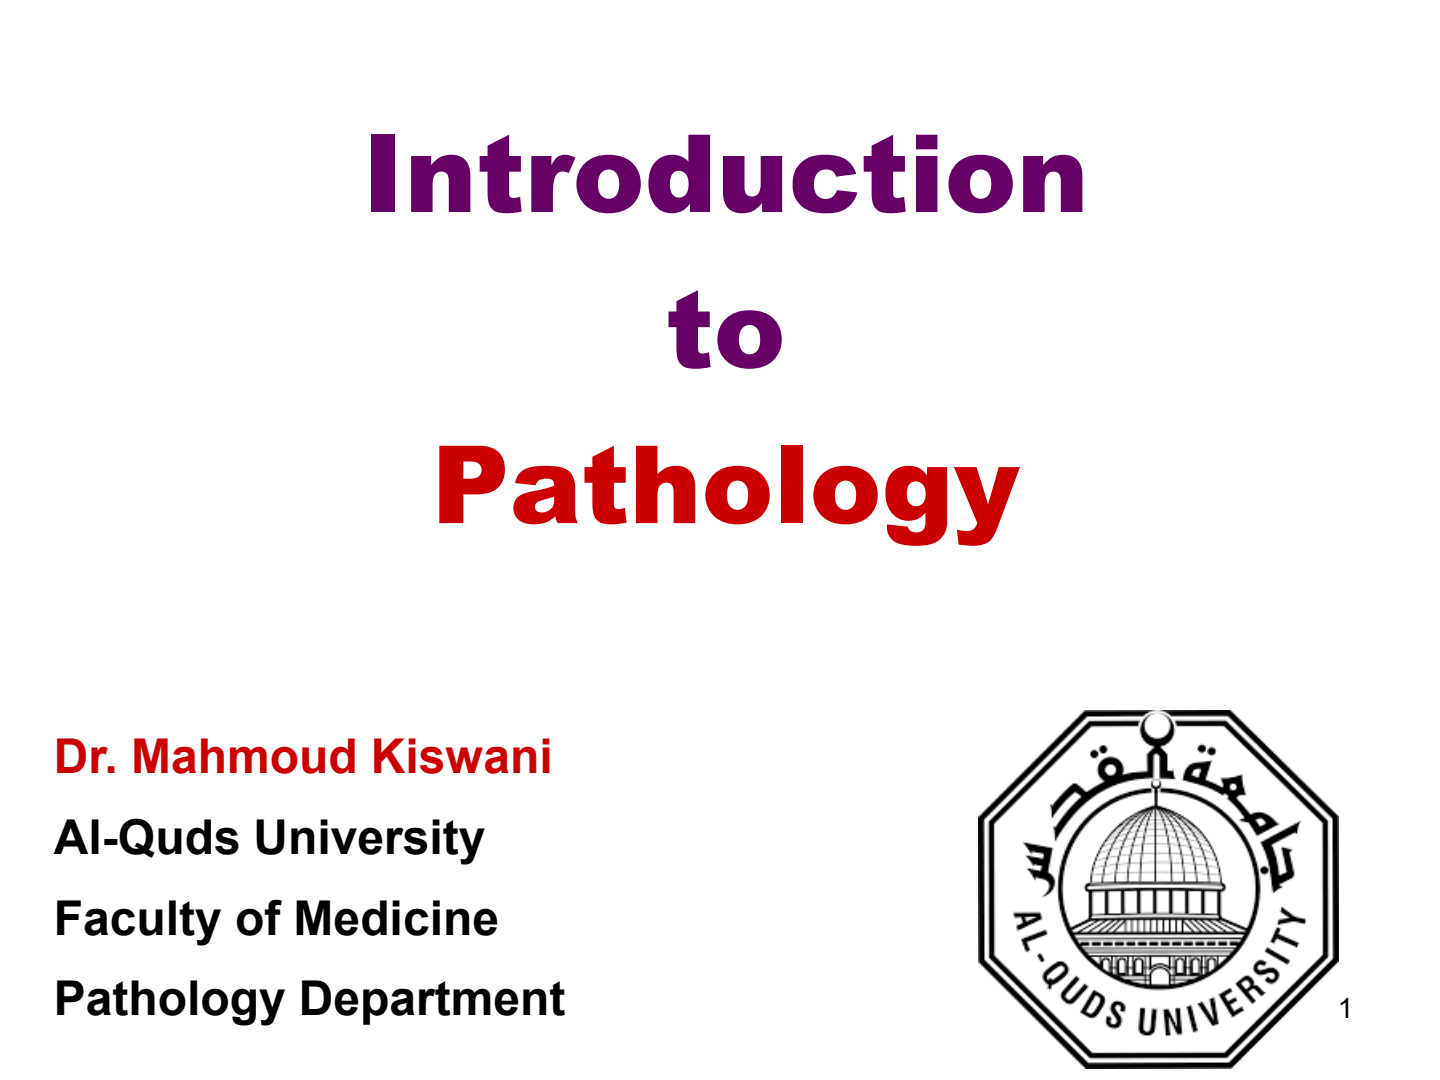 Introduction
to
Pathology
Dr. Mahmoud Kiswani
Al-Quds University
Faculty of Medicine
Pathology Department
جامعة القدس
AL-QUDS UNIVERSITY
1